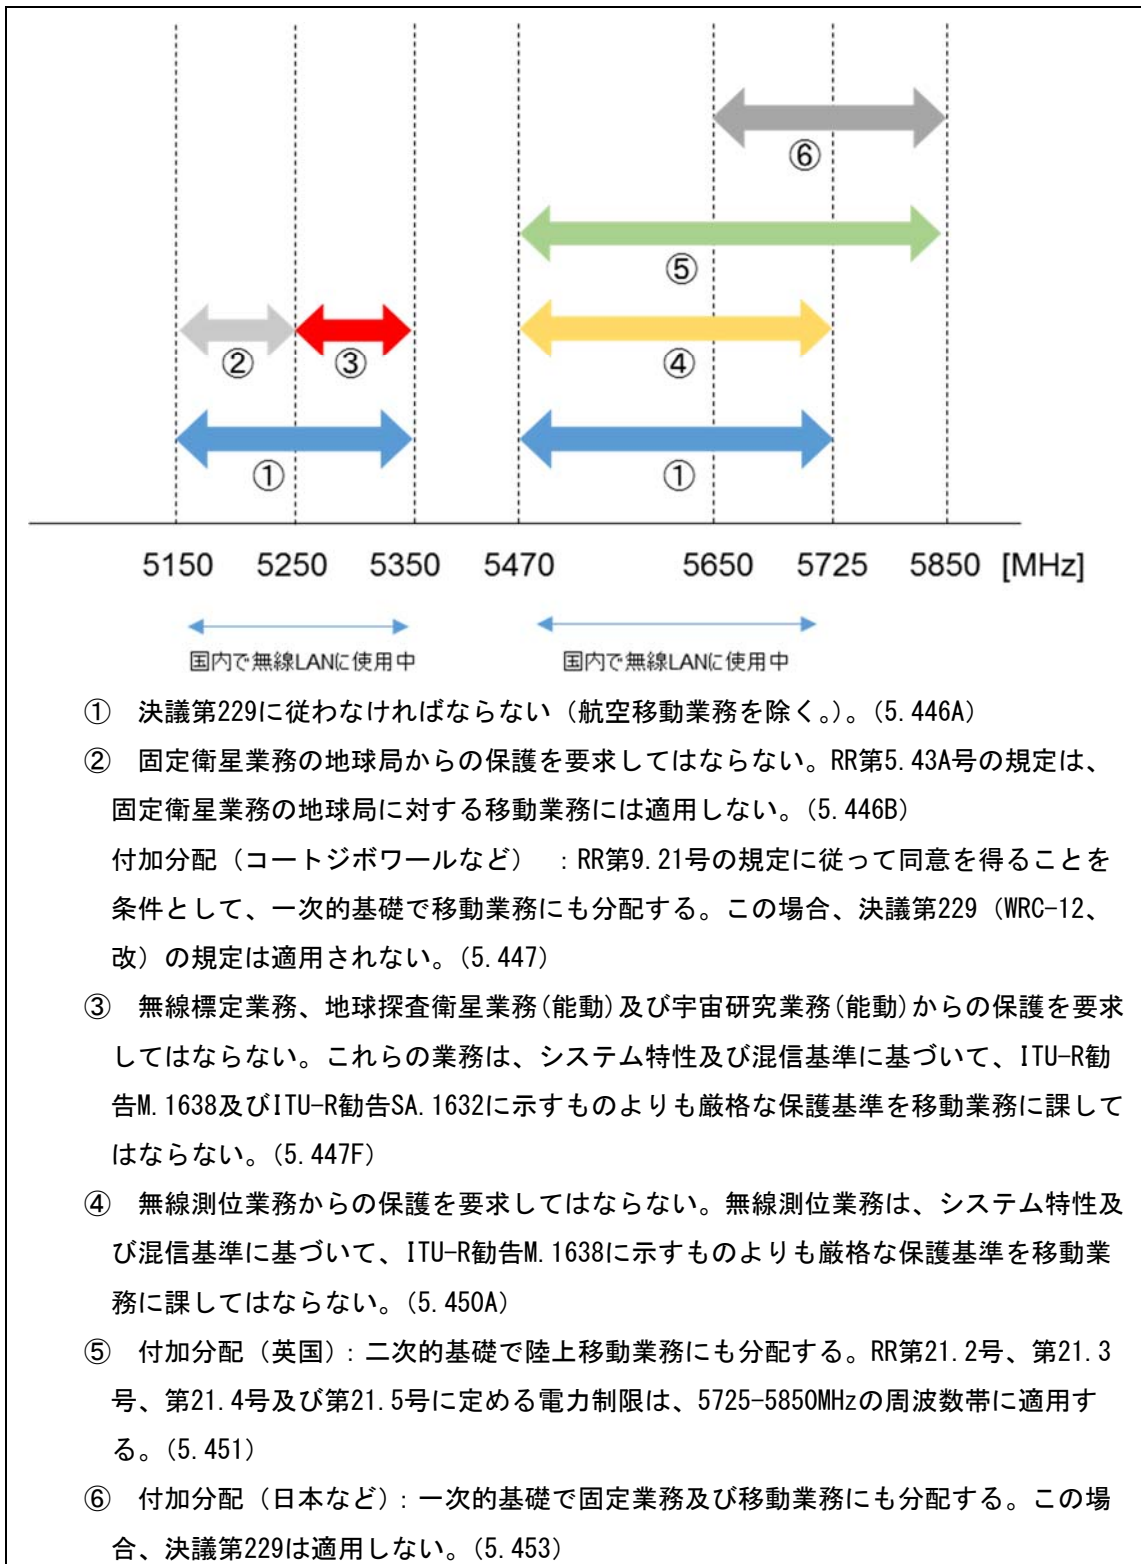 ⑥
⑤
② ③ ④
① ①
5150 5250 5350 5470 5650 5725 5850 [MHz]
国内で無線LANに使用中 国内で無線LANに使用中
① 決議第229に従わなければならない（航空移動業務を除く。）。（5.446A）
② 固定衛星業務の地球局からの保護を要求してはならない。RR第5.43A号の規定は、
固定衛星業務の地球局に対する移動業務には適用しない。（5.446B）
付加分配（コートジボワールなど） ：RR第9.21号の規定に従って同意を得ることを
条件として、一次的基礎で移動業務にも分配する。この場合、決議第229（WRC-12、
改）の規定は適用されない。（5.447）
③ 無線標定業務、地球探査衛星業務(能動)及び宇宙研究業務(能動)からの保護を要求
してはならない。これらの業務は、システム特性及び混信基準に基づいて、ITU-R勧
告M.1638及びITU-R勧告SA.1632に示すものよりも厳格な保護基準を移動業務に課して
はならない。（5.447F）
④ 無線測位業務からの保護を要求してはならない。無線測位業務は、システム特性及
び混信基準に基づいて、ITU-R勧告M.1638に示すものよりも厳格な保護基準を移動業
務に課してはならない。（5.450A）
⑤ 付加分配（英国）：二次的基礎で陸上移動業務にも分配する。RR第21.2号、第21.3
号、第21.4号及び第21.5号に定める電力制限は、5725-5850MHzの周波数帯に適用す
る。（5.451）
⑥ 付加分配（日本など）：一次的基礎で固定業務及び移動業務にも分配する。この場
合、決議第229は適用しない。（5.453）